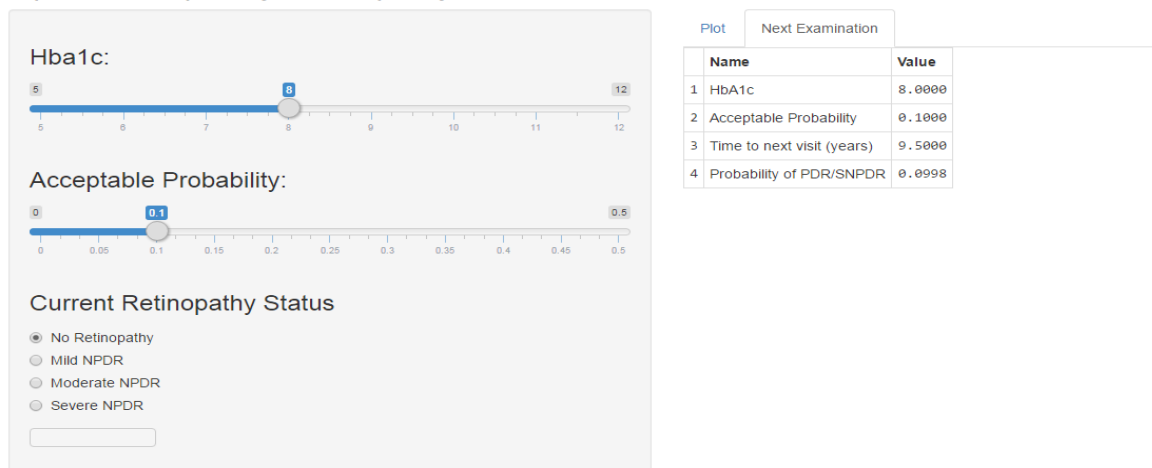 Hba1c:
5 8 12
5 6 7 8 9 10 11 12
Acceptable Probability:
0 0.1 0.5
0 0.05 0.1 0.15 0.2 0.25 0.3 0.35 0.4 0.45 0.5
Current Retinopathy Status
No Retinopathy
Mild NPDR
Moderate NPDR
Severe NPDR
Plot Next Examination
Name Value
1 HbA1c 8.0000
2 Acceptable Probability 0.1000
3 Time to next visit (years) 9.5000
4 Probability of PDR/SNPDR 0.0998